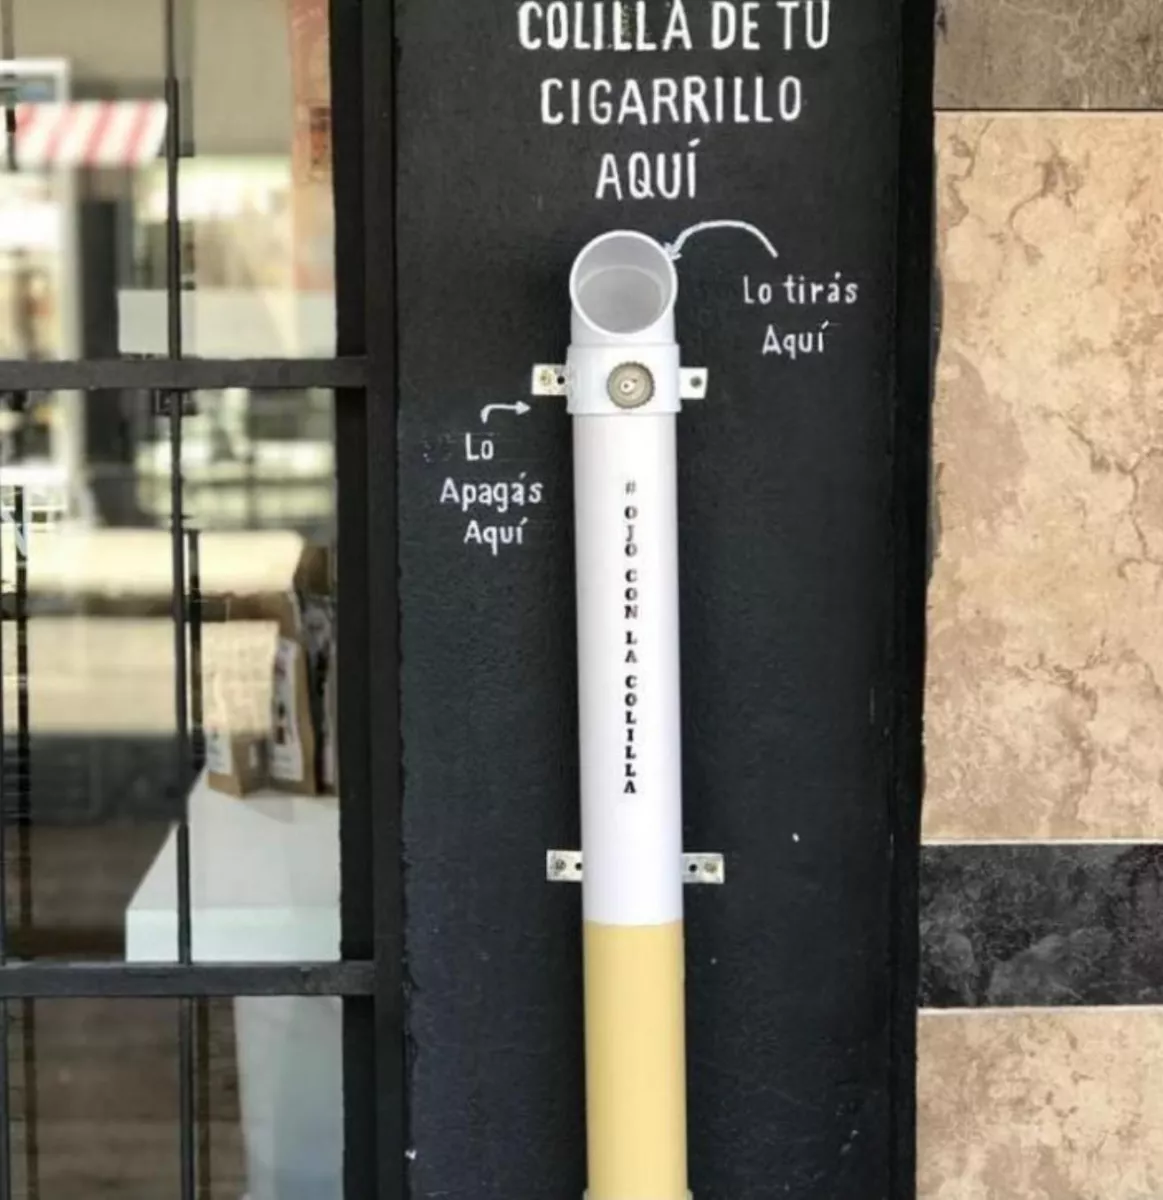 COLILLA DE TU
CIGARRILLO
AQUÍ
Lo tirás
Aquí
Lo
Apagás
Aquí
# OJO CON LA COLILLA